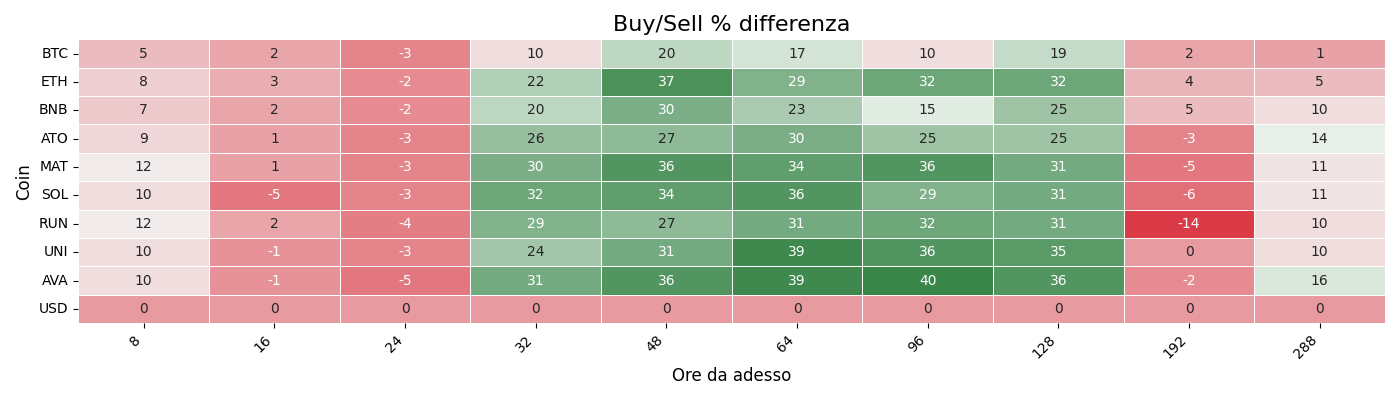 Buy/Sell % differenza
Coin
BTC 5 2 -3 10 20 17 10 19 2 1
ETH 8 3 -2 22 37 29 32 32 4 5
BNB 7 2 -2 20 30 23 15 25 5 10
ATO 9 1 -3 26 27 30 25 25 -3 14
MAT 12 1 -3 30 36 34 36 31 -5 11
SOL 10 -5 -3 32 34 36 29 31 -6 11
RUN 12 2 -4 29 27 31 32 31 -14 10
UNI 10 -1 -3 24 31 39 36 35 0 10
AVA 10 -1 -5 31 36 39 40 36 -2 16
USD 0 0 0 0 0 0 0 0 0 0
8 16 24 32 48 64 96 128 192 288
Ore da adesso